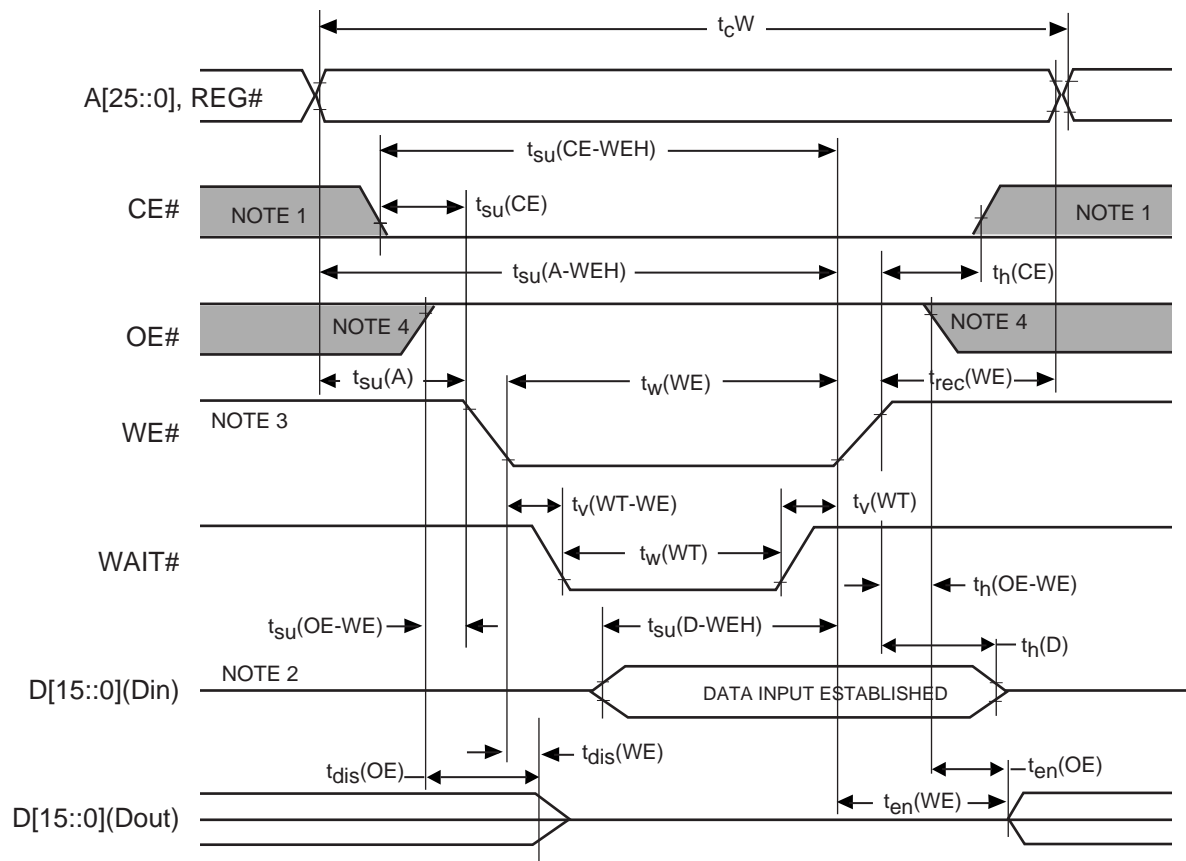 tcW
A[25::0], REG#
tsu(CE-WEH)
CE#
NOTE 1
tsu(CE)
NOTE 1
tsu(A-WEH)
th(CE)
OE#
NOTE 4
NOTE 4
tsu(A)
tw(WE)
trec(WE)
WE#
NOTE 3
tv(WT-WE)
tv(WT)
WAIT#
tw(WT)
th(OE-WE)
tsu(OE-WE)
tsu(D-WEH)
th(D)
D[15::0](Din)
NOTE 2
DATA INPUT ESTABLISHED
tdis(WE)
tdis(OE)
ten(OE)
ten(WE)
D[15::0](Dout)